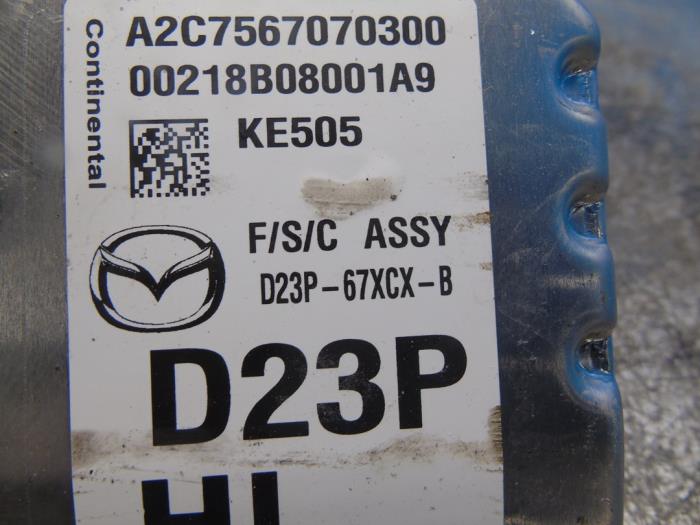 Continental
A2C7567070300
00218B08001A9
KE505
F/S/C ASSY
D23P-67XCX-B
D23P